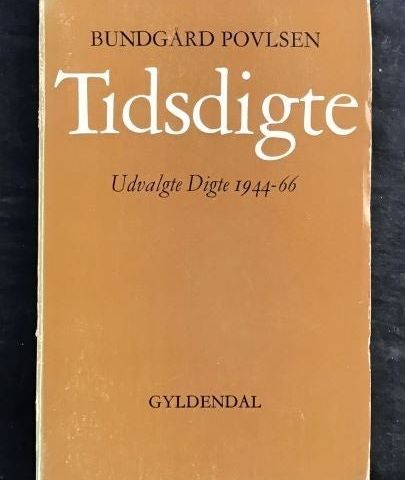 BUNDGÅRD POVLSEN
Tidsdigte
Udvalgte Digte 1944-66
GYLDENDAL